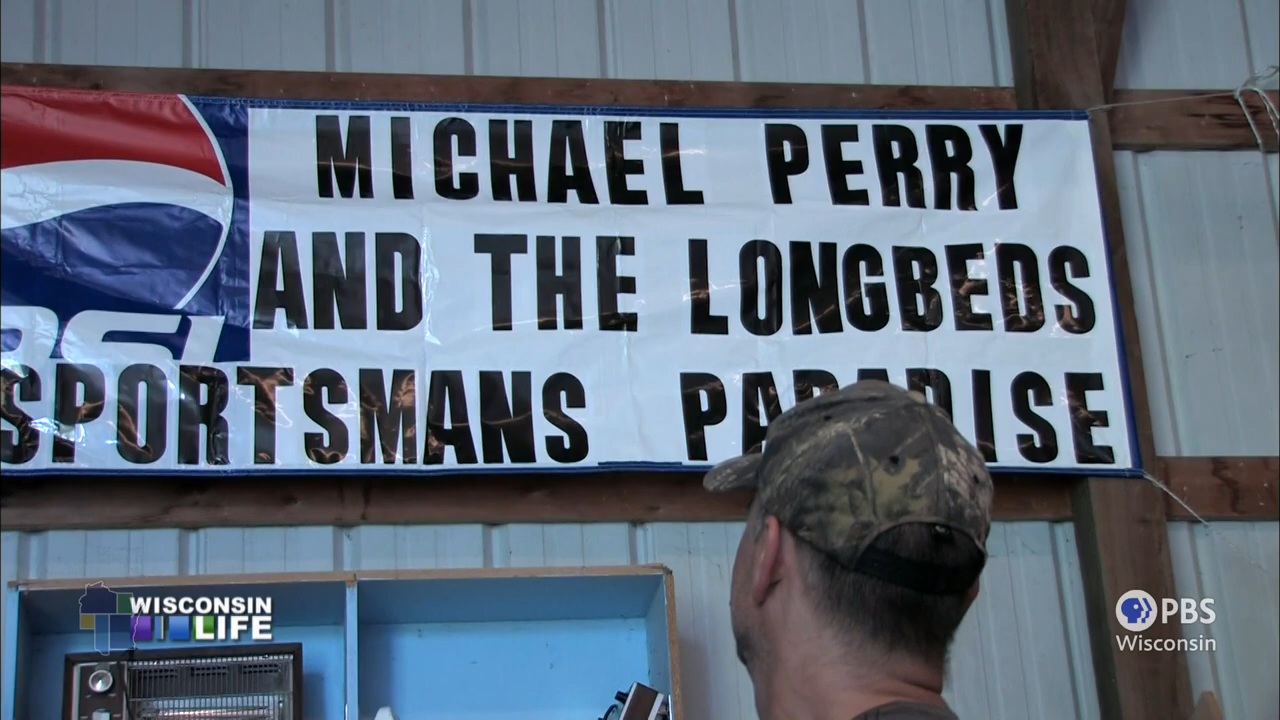 MICHAEL PERRY
AND THE LONGBEDS
SPORTSMANS PARADISE
WISCONSIN
LIFE
PBS
Wisconsin